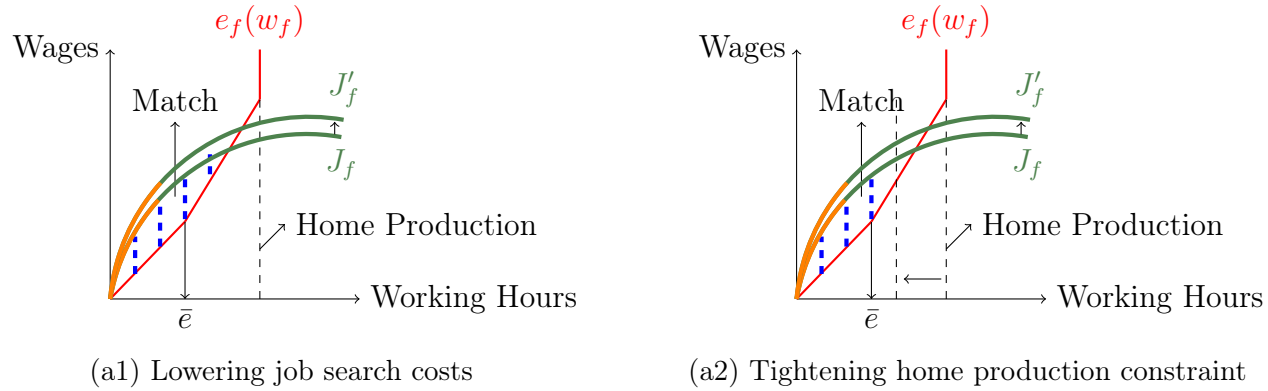 e_f(w_f)
Wages
J'_f
Match
J_f
Home Production
Working Hours
ē
(a1) Lowering job search costs
e_f(w_f)
Wages
J'_f
Match
J_f
Home Production
Working Hours
ē
(a2) Tightening home production constraint